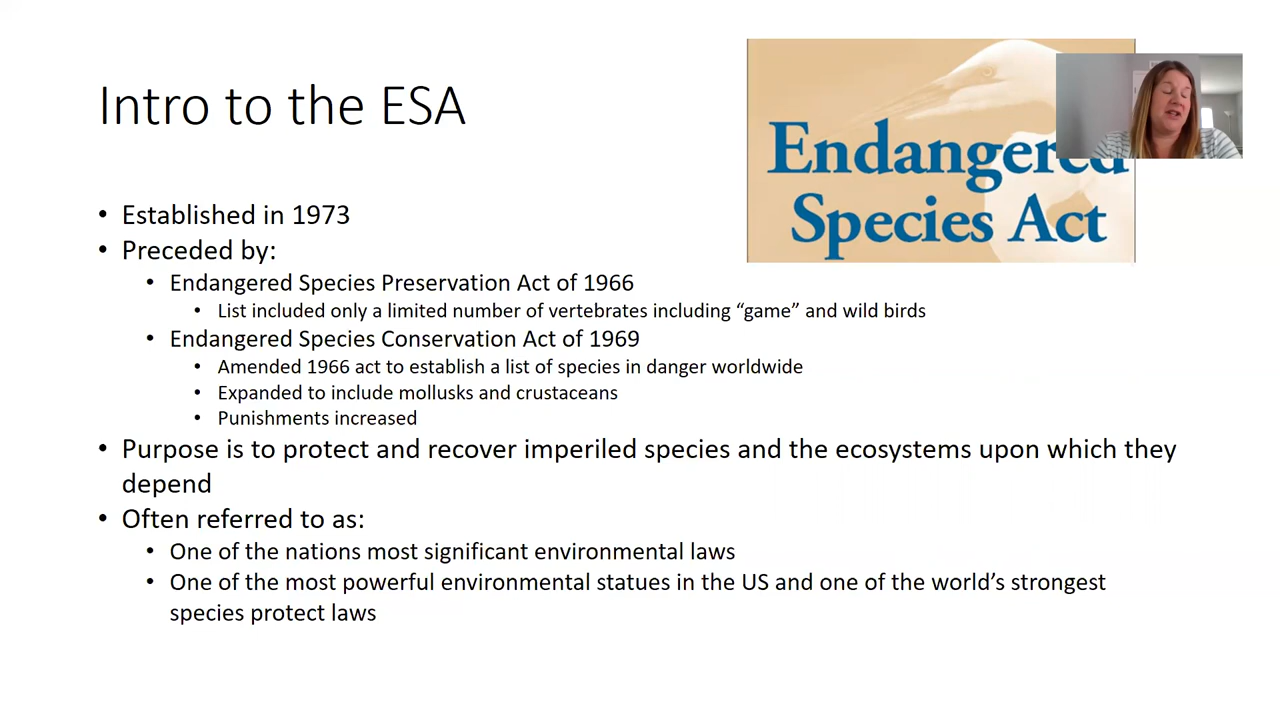 Intro to the ESA
Endangered
Species Act
• Established in 1973
• Preceded by:
• Endangered Species Preservation Act of 1966
• List included only a limited number of vertebrates including “game” and wild birds
• Endangered Species Conservation Act of 1969
• Amended 1966 act to establish a list of species in danger worldwide
• Expanded to include mollusks and crustaceans
• Punishments increased
• Purpose is to protect and recover imperiled species and the ecosystems upon which they
depend
• Often referred to as:
• One of the nations most significant environmental laws
• One of the most powerful environmental statues in the US and one of the world’s strongest
species protect laws